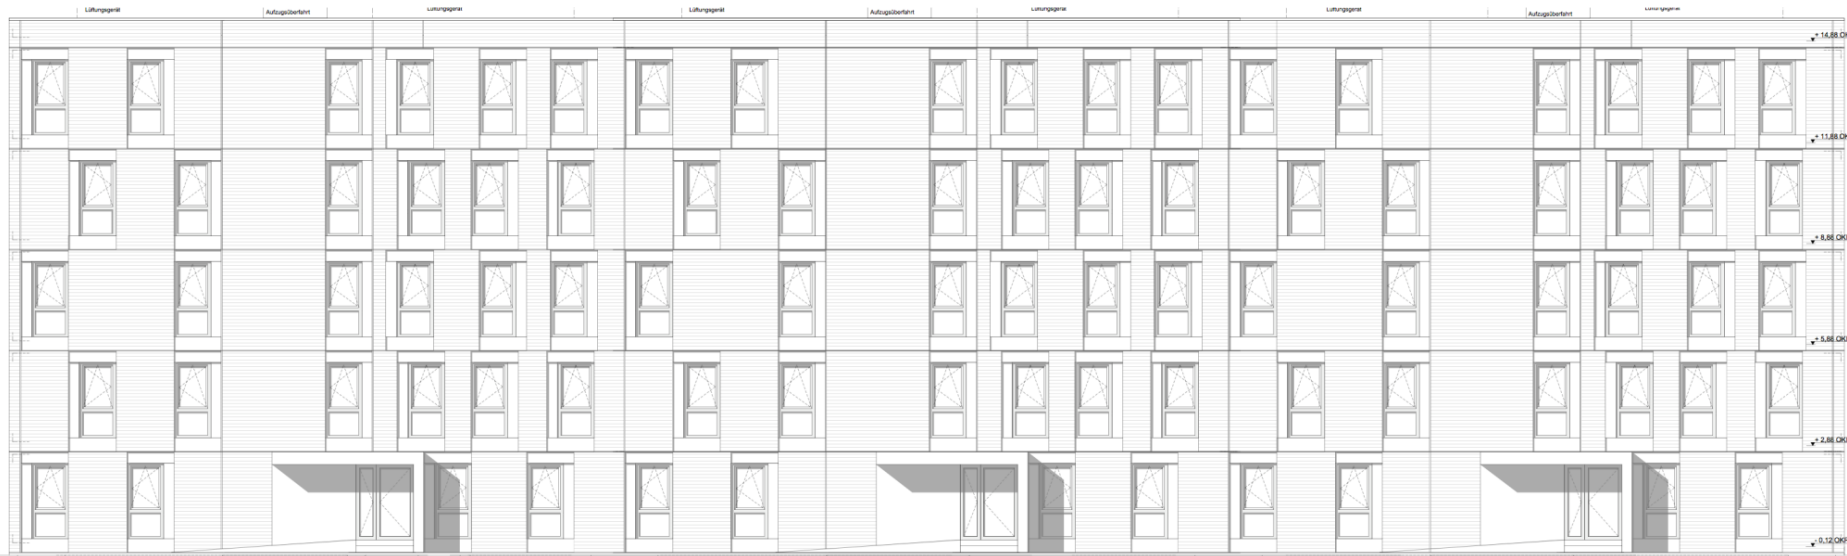 Lüftungsgerät
Aufzugsüberfahrt
Lüftungsgerät
Lüftungsgerät
Aufzugsüberfahrt
Lüftungsgerät
Lüftungsgerät
Aufzugsüberfahrt
Lüftungsgerät
+ 14,88 OK
+ 11,88 OK
+ 8,88 OK
+ 5,88 OK
+ 2,88 OK
- 0,12 OK